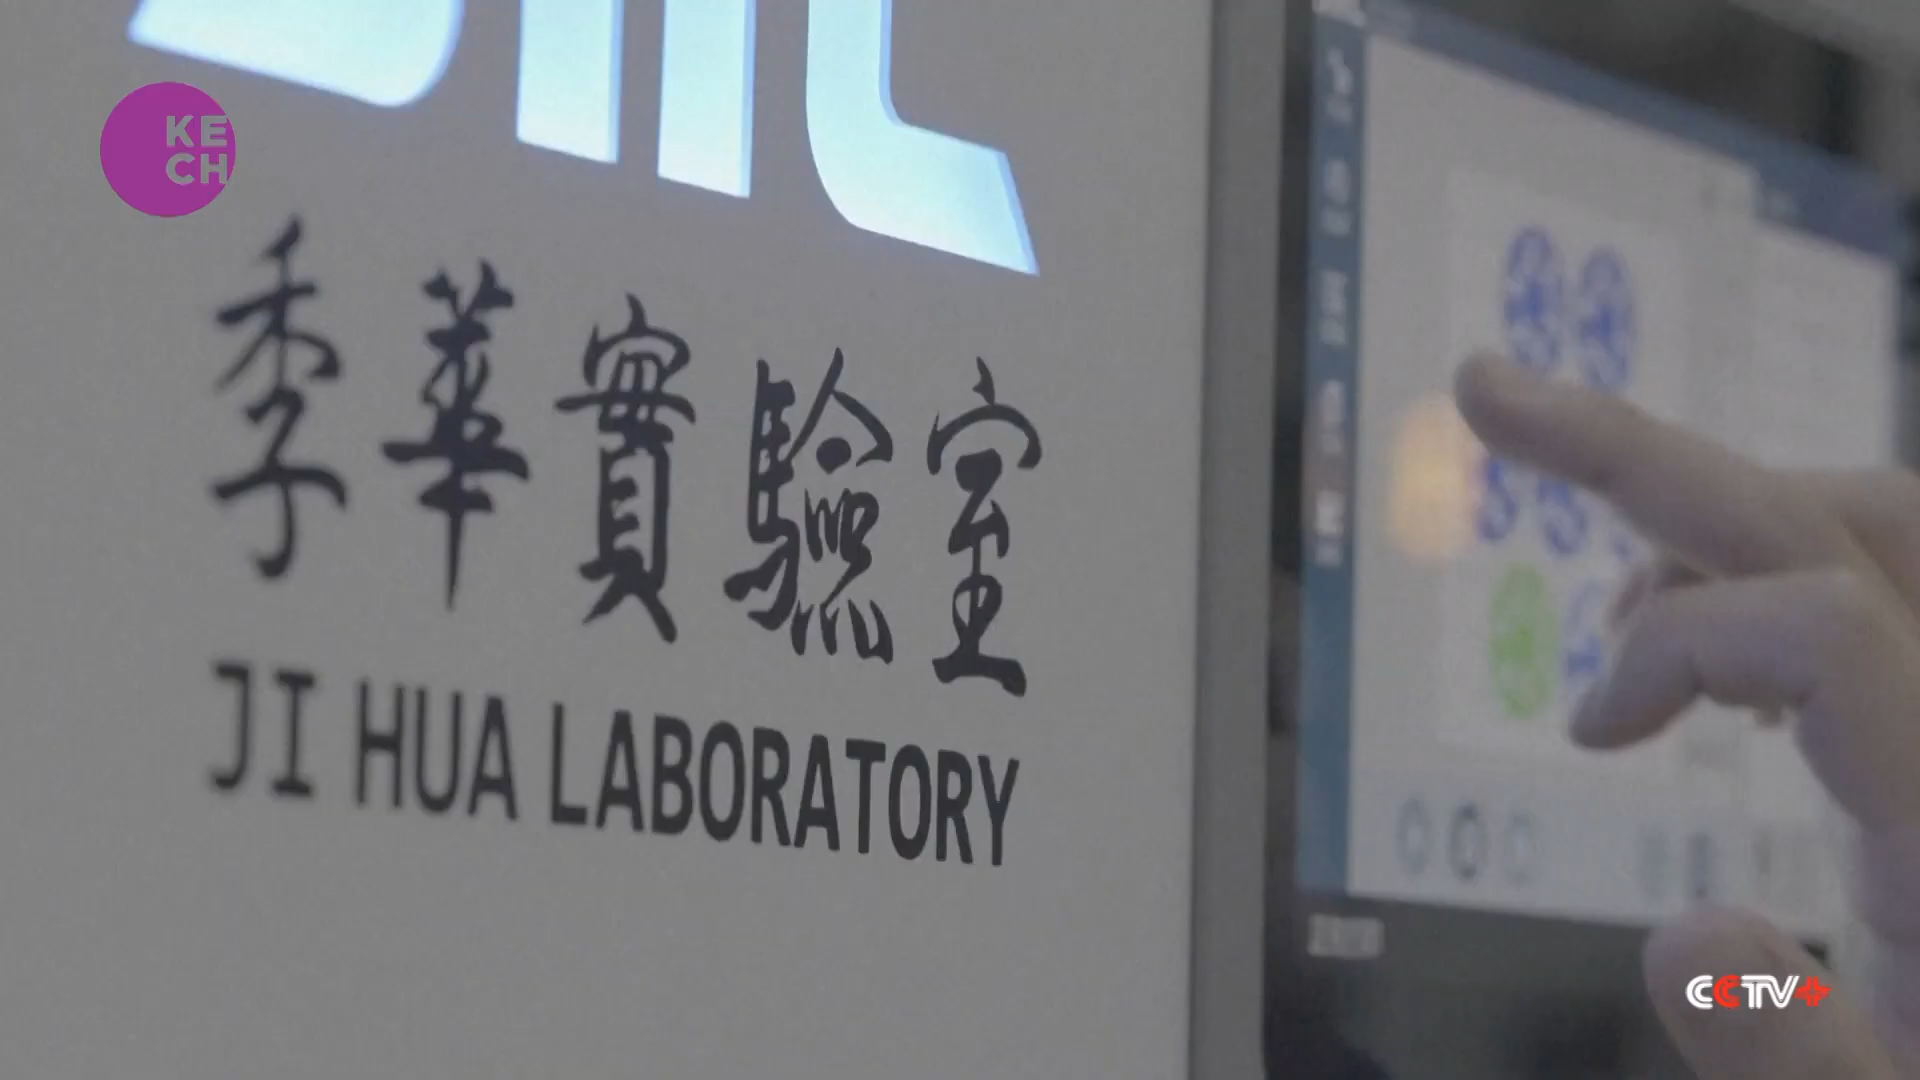 KE
CH
季華實驗室
JI HUA LABORATORY
CCTV+